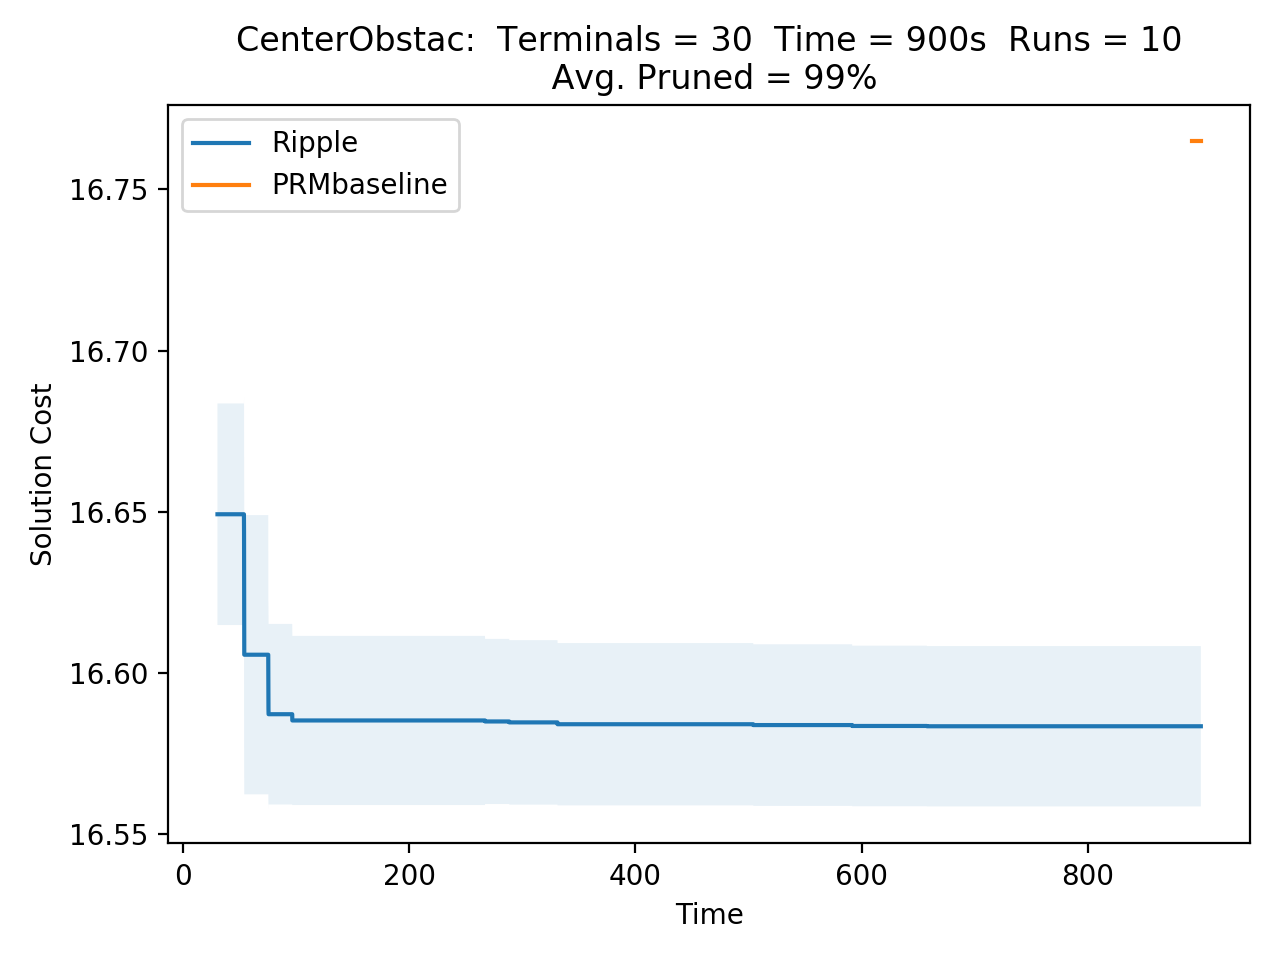 CenterObstac:  Terminals = 30  Time = 900s  Runs = 10
Avg. Pruned = 99%
Ripple
PRMbaseline
16.75
16.70
16.65
16.60
16.55
Solution Cost
0 200 400 600 800
Time